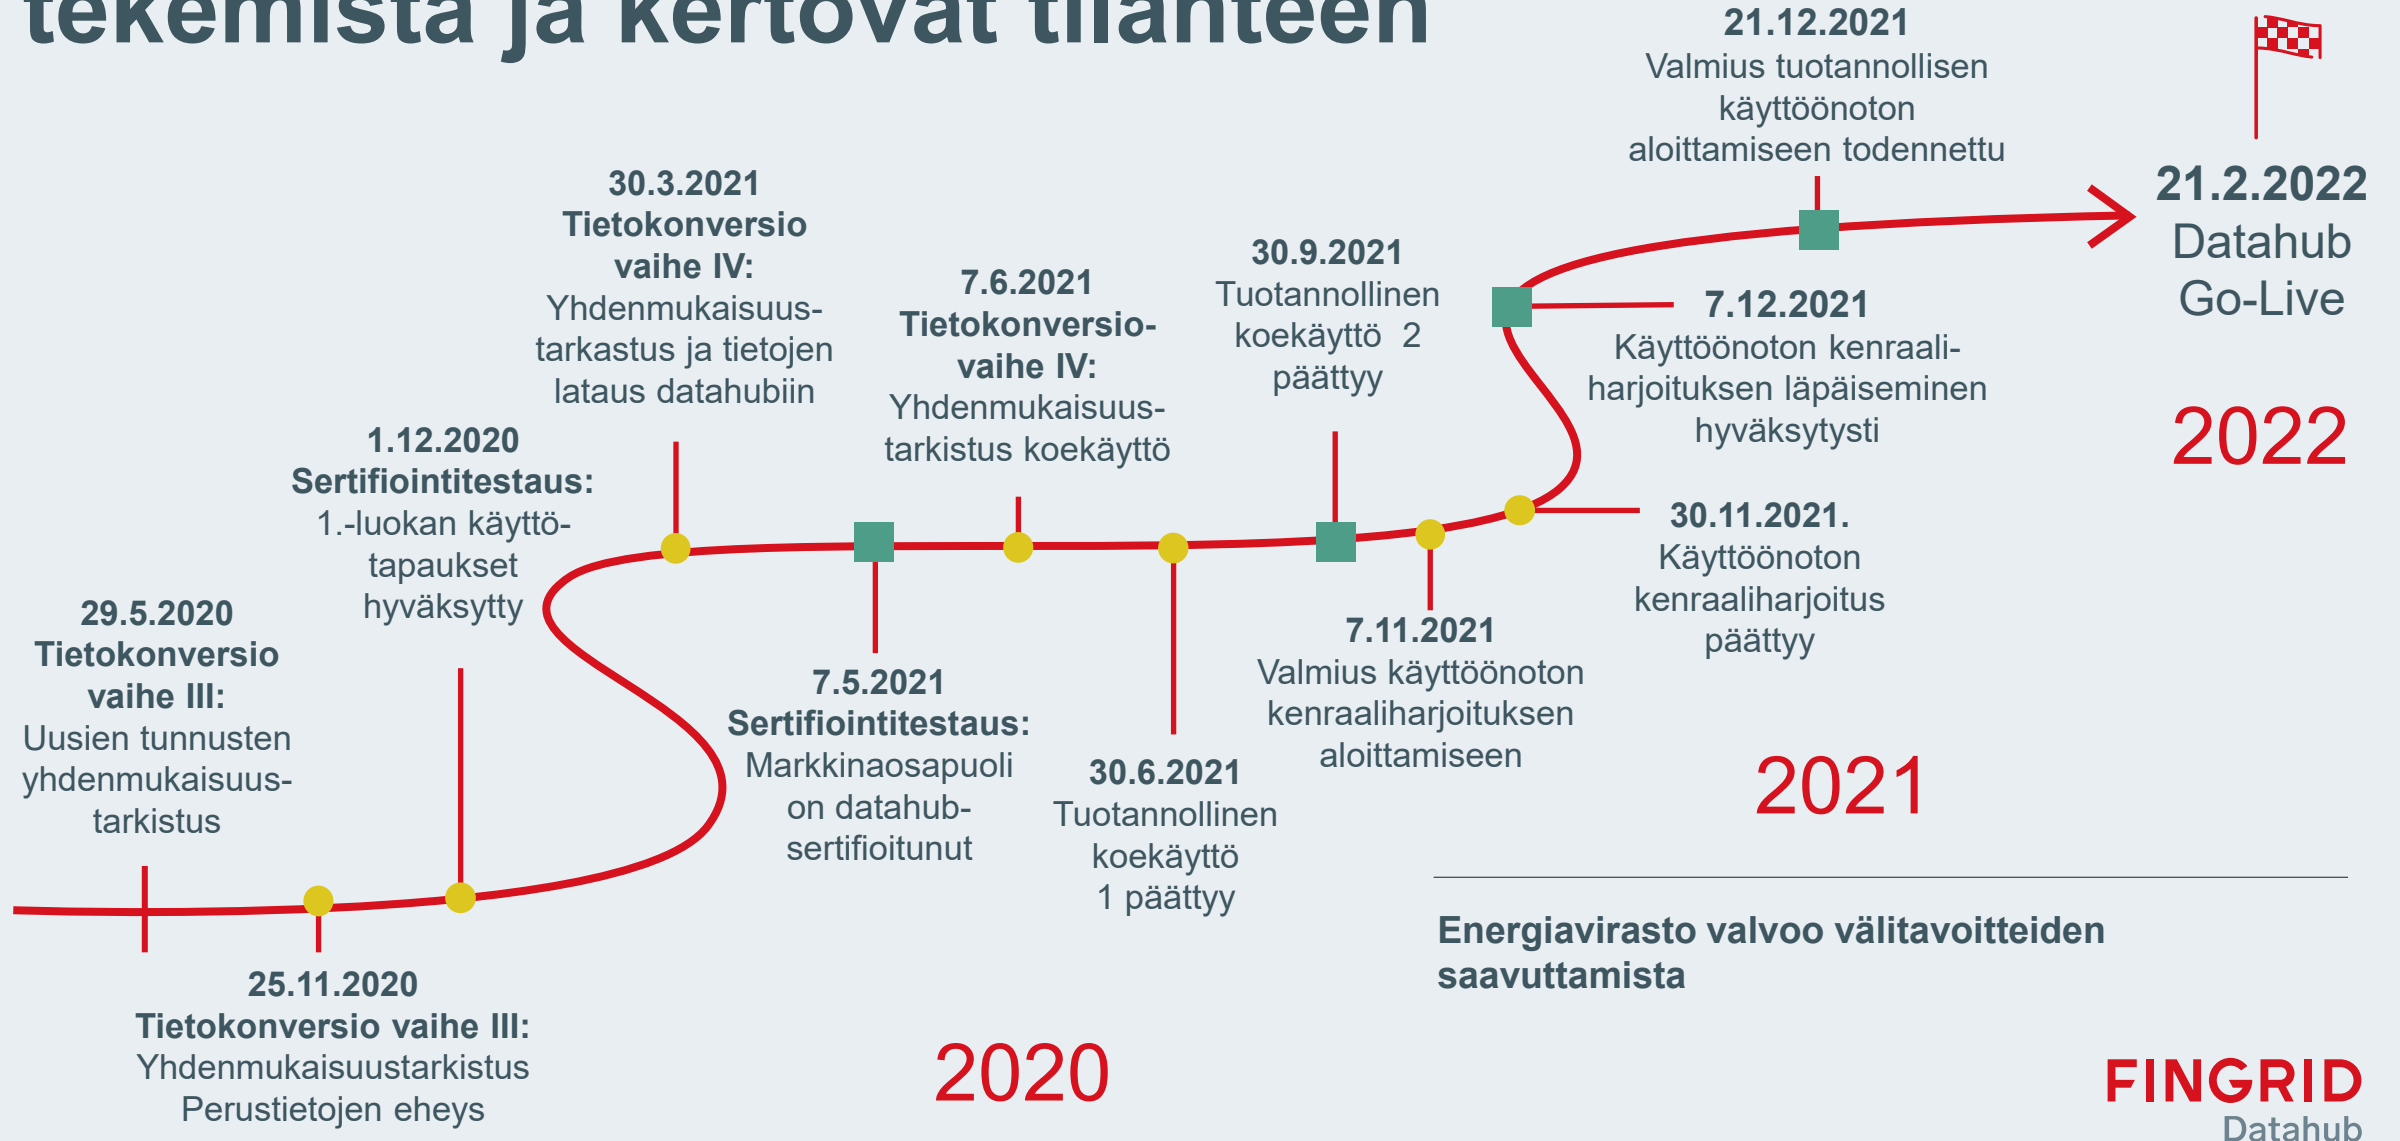 tekemistä ja kertovat tilanteen
29.5.2020
Tietokonversio
vaihe III:
Uusien tunnusten
yhdenmukaisuus-
tarkistus
25.11.2020
Tietokonversio vaihe III:
Yhdenmukaisuustarkistus
Perustietojen eheys
1.12.2020
Sertifiointitestaus:
1.-luokan käyttö-
tapaukset
hyväksytty
30.3.2021
Tietokonversio
vaihe IV:
Yhdenmukaisuus-
tarkastus ja tietojen
lataus datahubiin
7.5.2021
Sertifiointitestaus:
Markkinaosapuoli
on datahub-
sertifioitunut
7.6.2021
Tietokonversio-
vaihe IV:
Yhdenmukaisuus-
tarkistus koekäyttö
30.6.2021
Tuotannollinen
koekäyttö
1 päättyy
30.9.2021
Tuotannollinen
koekäyttö 2
päättyy
7.11.2021
Valmius käyttöönoton
kenraaliharjoituksen
aloittamiseen
30.11.2021.
Käyttöönoton
kenraaliharjoitus
päättyy
7.12.2021
Käyttöönoton kenraali-
harjoituksen läpäiseminen
hyväksytysti
21.12.2021
Valmius tuotannollisen
käyttöönoton
aloittamiseen todennettu
21.2.2022
Datahub
Go-Live
2022
2021
2020
Energiavirasto valvoo välitavoitteiden
saavuttamista
FINGRID
Datahub